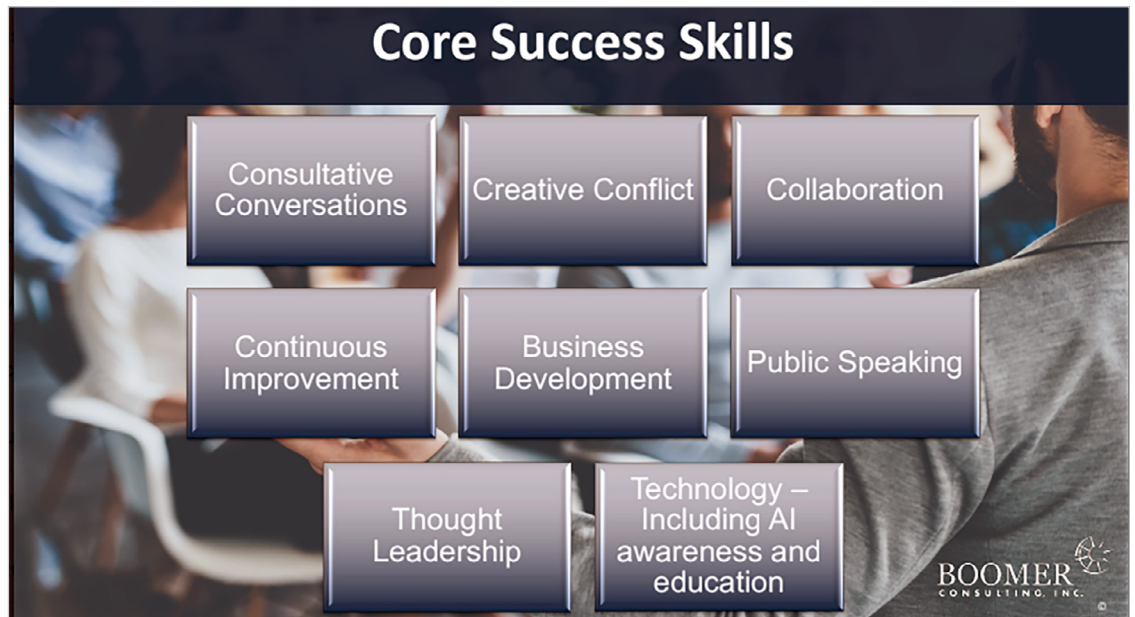 Core Success Skills
Consultative
Conversations
Creative Conflict
Collaboration
Continuous
Improvement
Business
Development
Public Speaking
Thought
Leadership
Technology –
Including AI
awareness and
education
BOOMER
CONSULTING, INC.
©